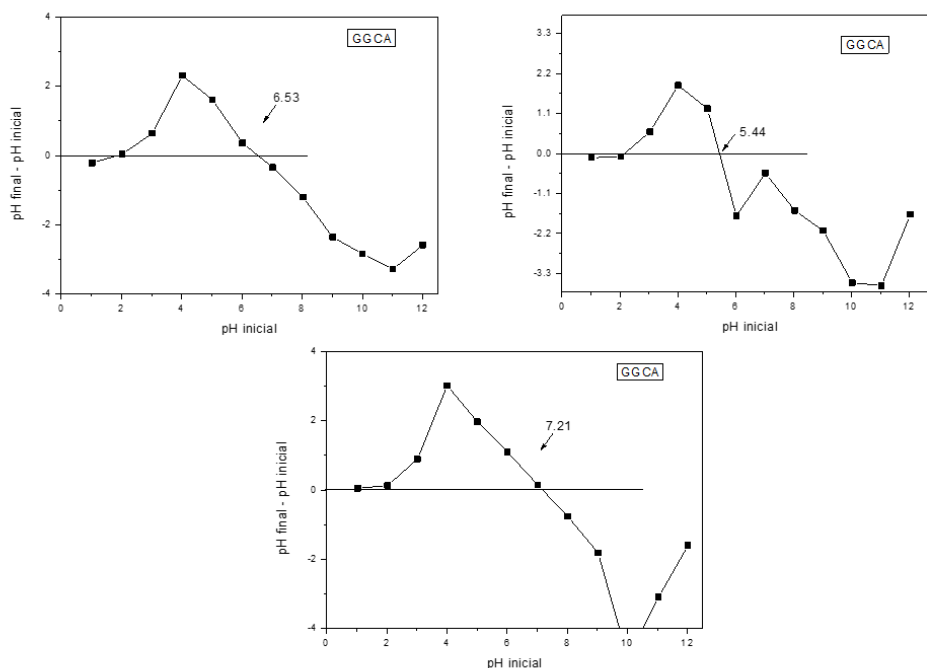 GGCA
6.53
4
2
0
-2
-4
0 2 4 6 8 10 12
pH final - pH inicial
pH inicial
GGCA
5.44
3.3
2.2
1.1
0.0
-1.1
-2.2
-3.3
0 2 4 6 8 10 12
pH final - pH inicial
pH inicial
GGCA
7.21
4
2
0
-2
-4
0 2 4 6 8 10 12
pH final - pH inicial
pH inicial